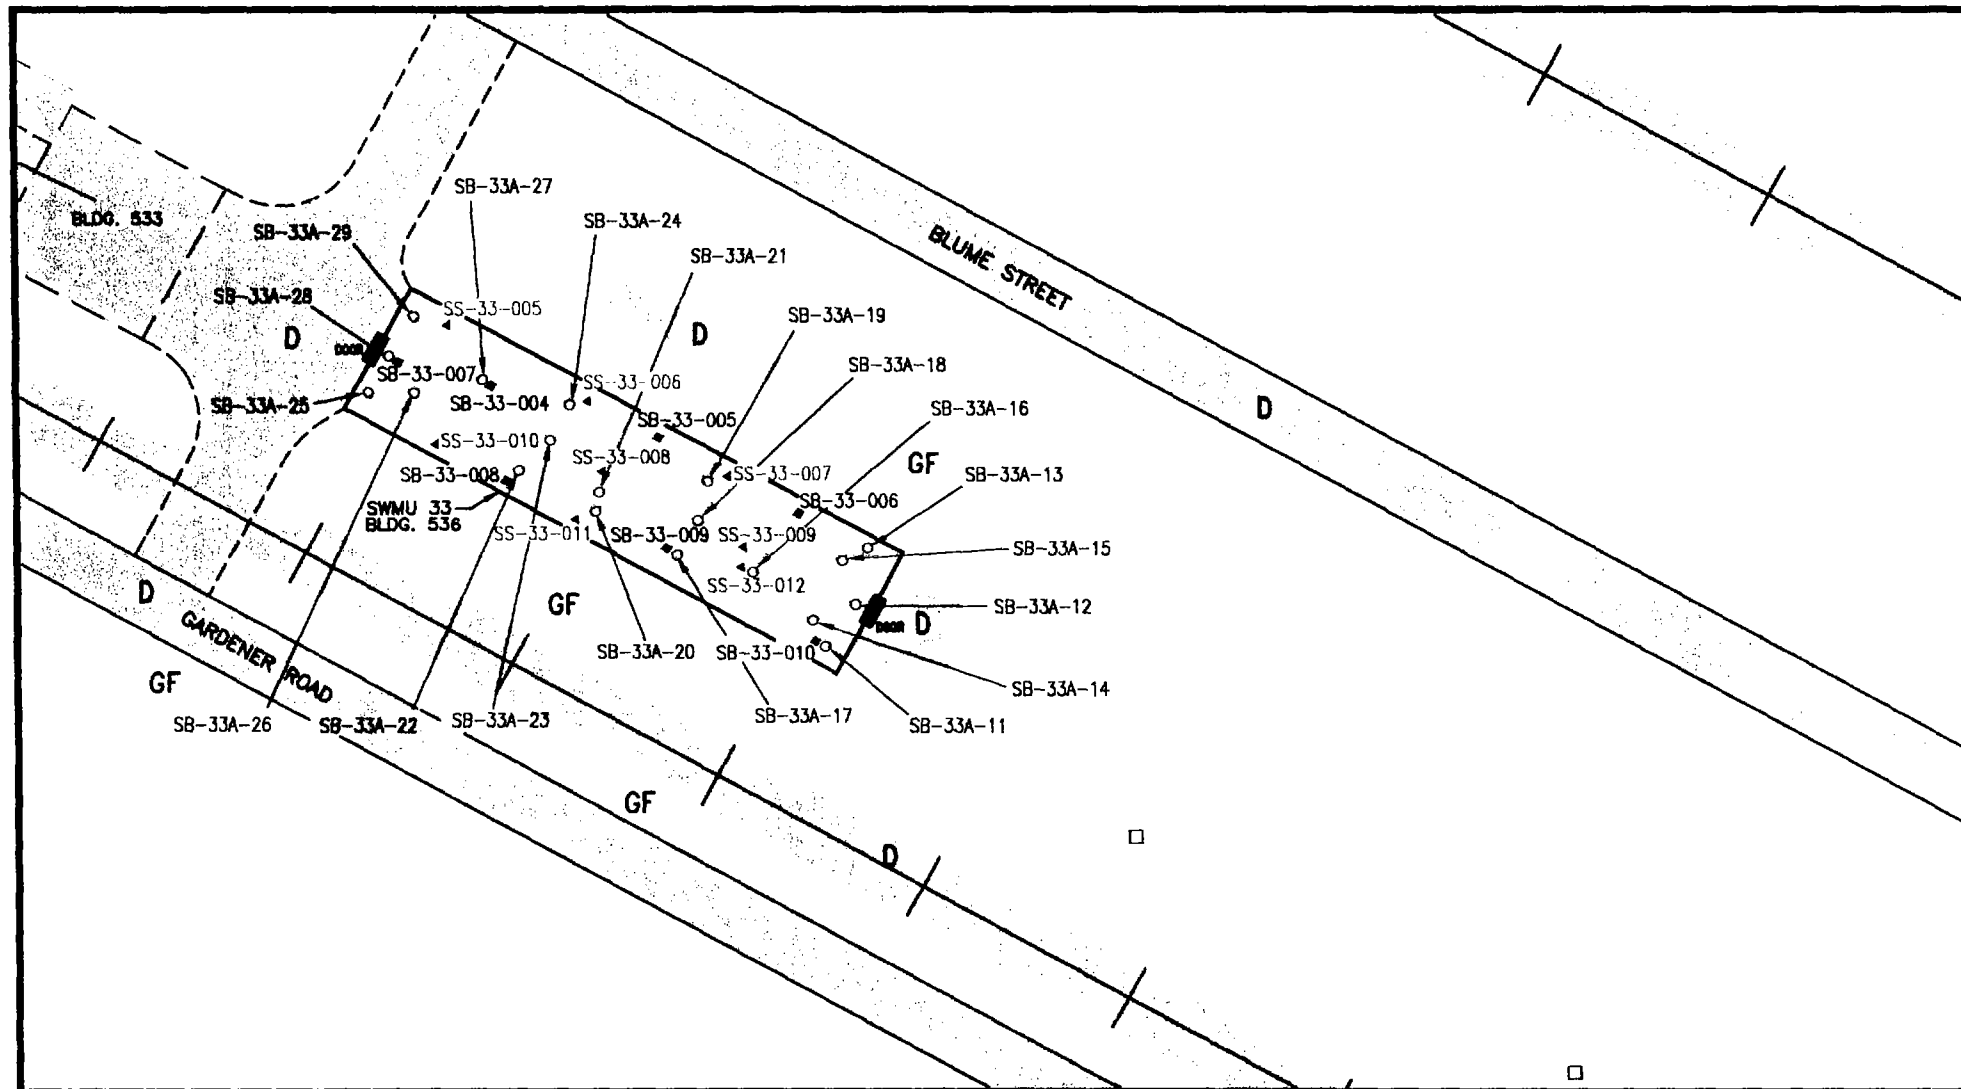 SB-33A-27
BLDG. 533
SB-33A-24
SB-33A-29
BLUME STREET
SB-33A-21
SB-33A-28
SS-33-005
SB-33A-19
D
D
DOOR
SB-33A-18
SB-33-007
SS-33-006
SB-33A-25
SB-33-004
SB-33-005
SB-33A-16
D
SS-33-010
SS-33-008
GF
SB-33-008
SS-33-007
SB-33A-13
SWMU 33
BLDG. 536
SB-33-006
SS-33-011
SB-33-009
SS-33-009
SB-33A-15
D
SS-33-012
GF
SB-33A-12
DOOR
D
GARDENER ROAD
SB-33A-20
SB-33-010
GF
SB-33A-14
SB-33A-26
SB-33A-22
SB-33A-23
SB-33A-17
SB-33A-11
GF
D